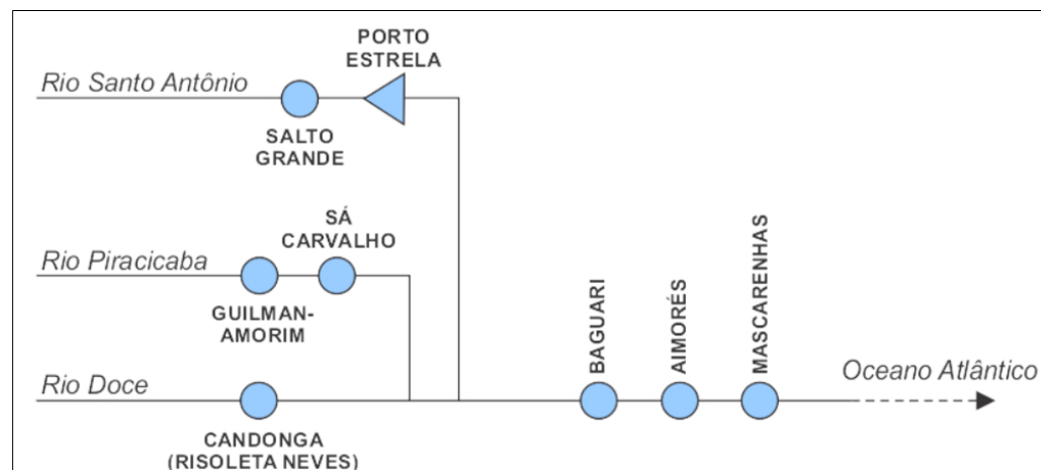 PORTO
ESTRELA
Rio Santo Antônio
SALTO
GRANDE
SÁ
CARVALHO
Rio Piracicaba
GUILMAN-
AMORIM
BAGUARI
AIMORÉS
MASCARENHAS
Rio Doce
Oceano Atlântico
CANDONGA
(RISOLETA NEVES)